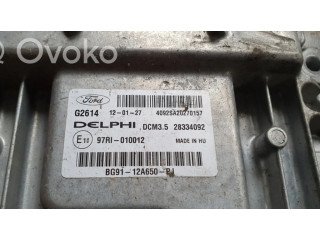 Ovoko
Ford
G2614 12-01-27 40925A20270157
DELPHI DCM3.5 28334092
E11 97RI-010012 MADE IN HU
BG91-12A650-